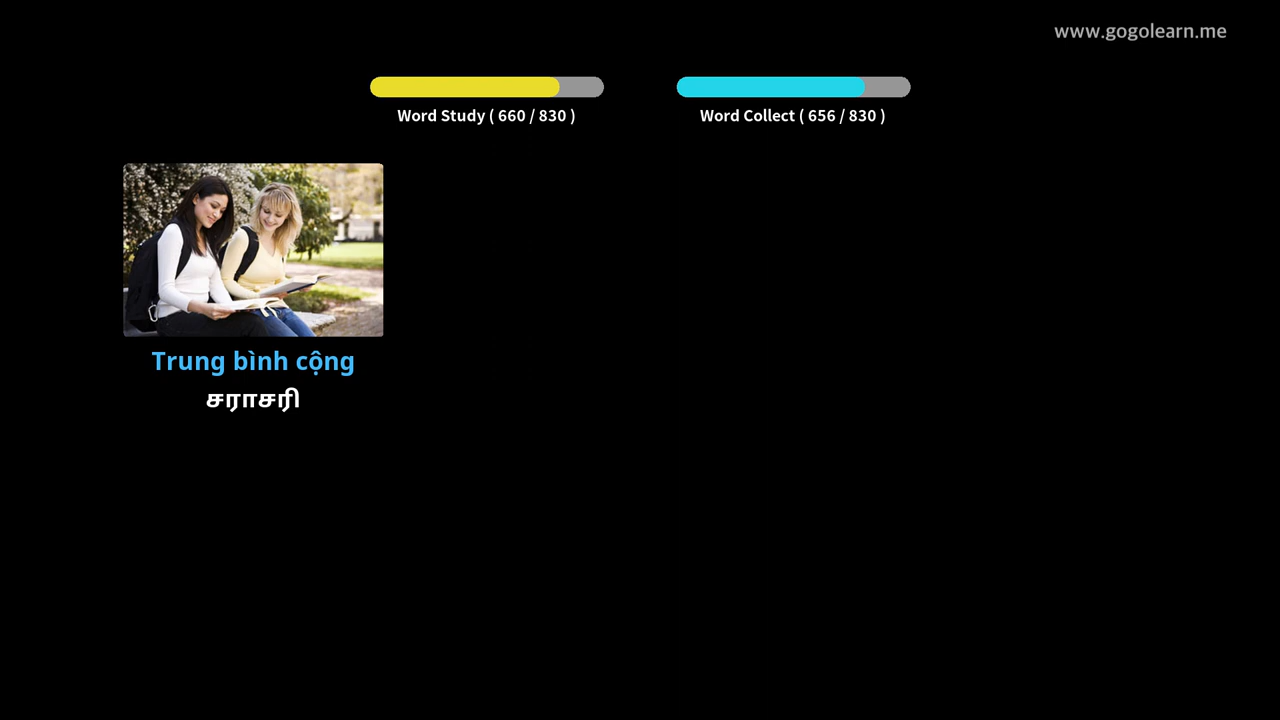 www.gogolearn.me
Word Study ( 660 / 830 )
Word Collect ( 656 / 830 )
Trung bình cộng
சராசரி